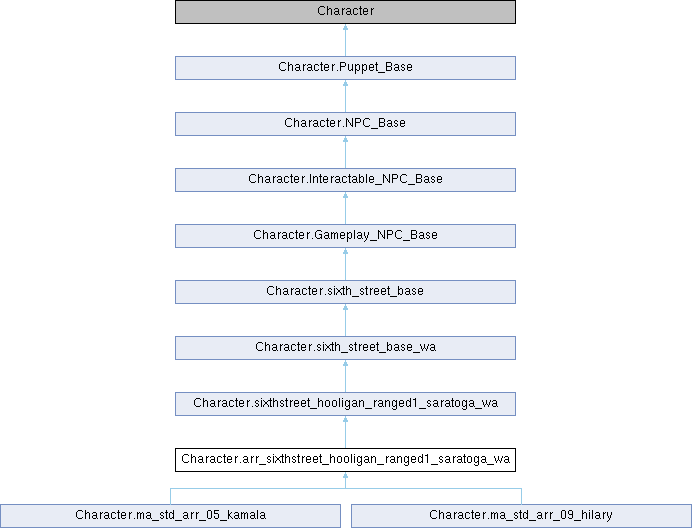 Character
Character.Puppet_Base
Character.NPC_Base
Character.Interactable_NPC_Base
Character.Gameplay_NPC_Base
Character.sixth_street_base
Character.sixth_street_base_wa
Character.sixthstreet_hooligan_ranged1_saratoga_wa
Character.arr_sixthstreet_hooligan_ranged1_saratoga_wa
Character.ma_std_arr_05_kamala
Character.ma_std_arr_09_hilary